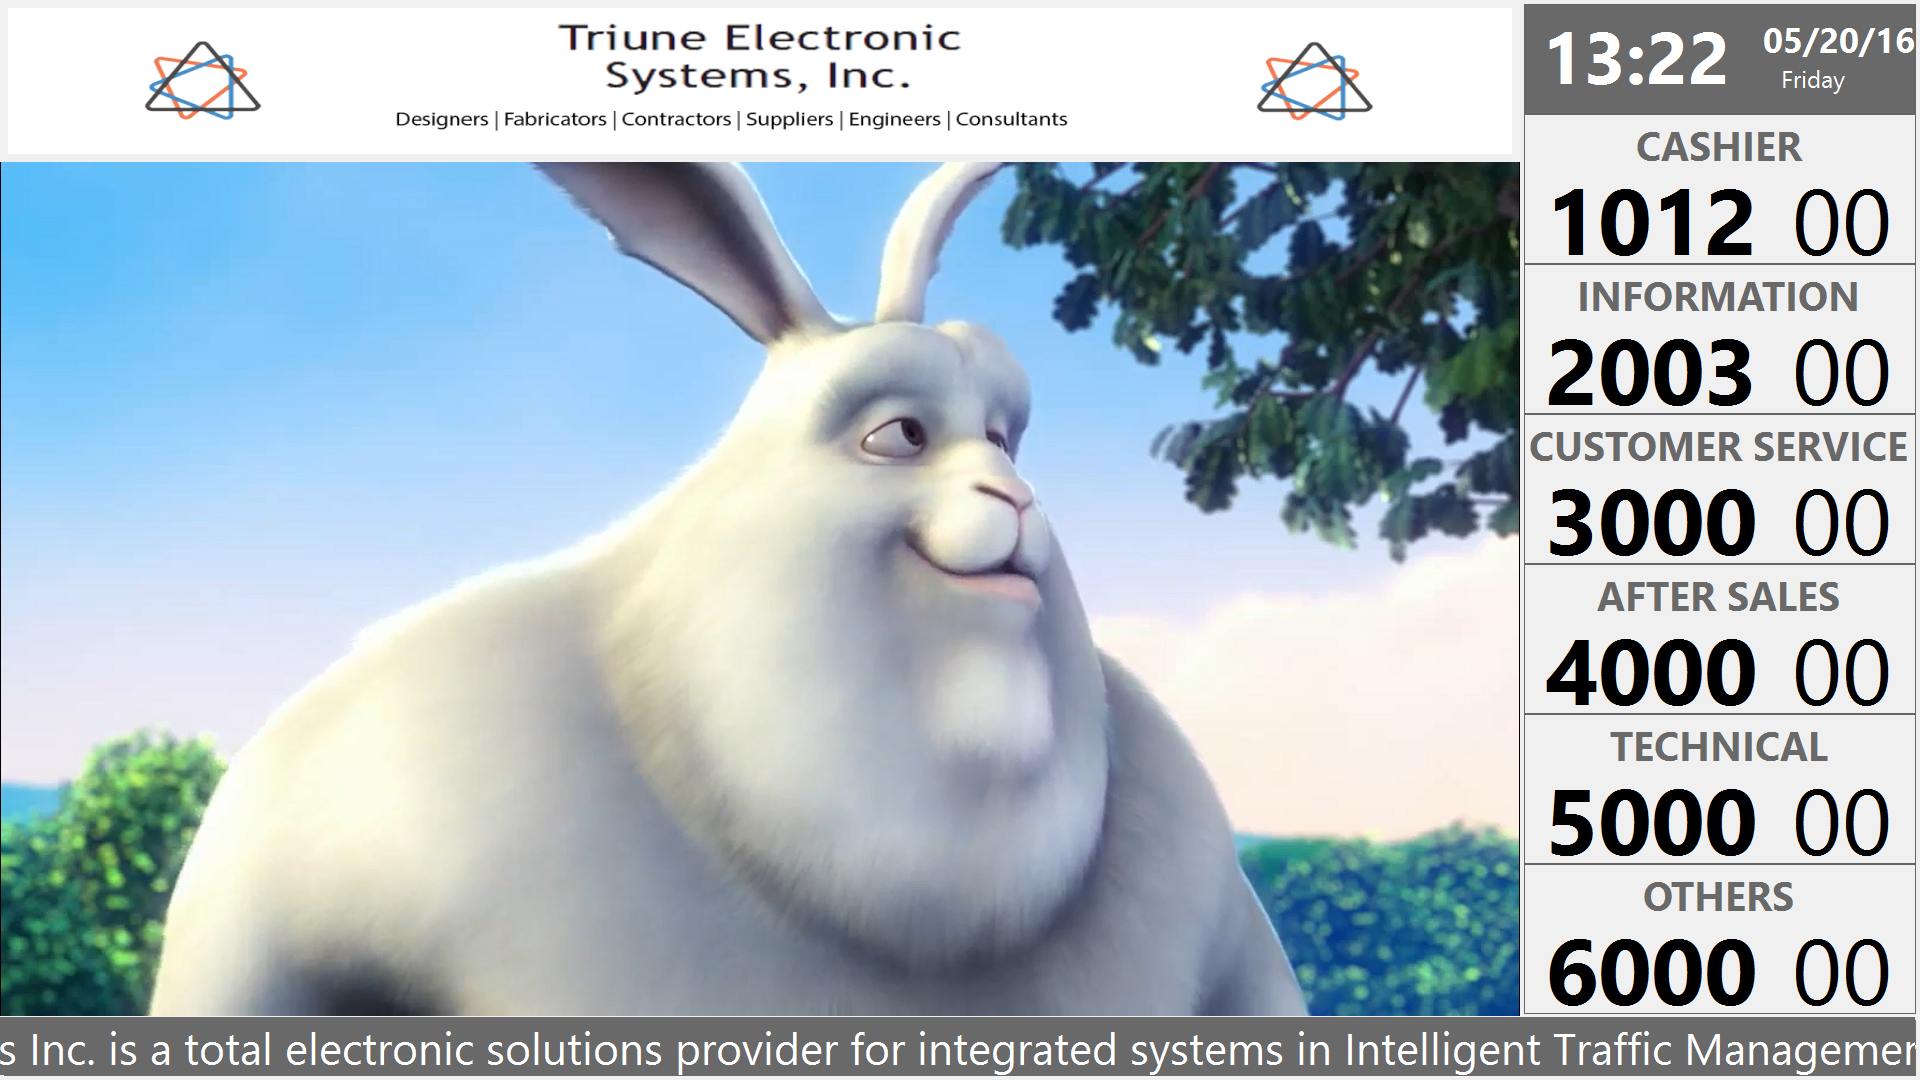 Triune Electronic
Systems, Inc.
Designers | Fabricators | Contractors | Suppliers | Engineers | Consultants
13:22 05/20/16
Friday
CASHIER
1012 00
INFORMATION
2003 00
CUSTOMER SERVICE
3000 00
AFTER SALES
4000 00
TECHNICAL
5000 00
OTHERS
6000 00
s Inc. is a total electronic solutions provider for integrated systems in Intelligent Traffic Managemen